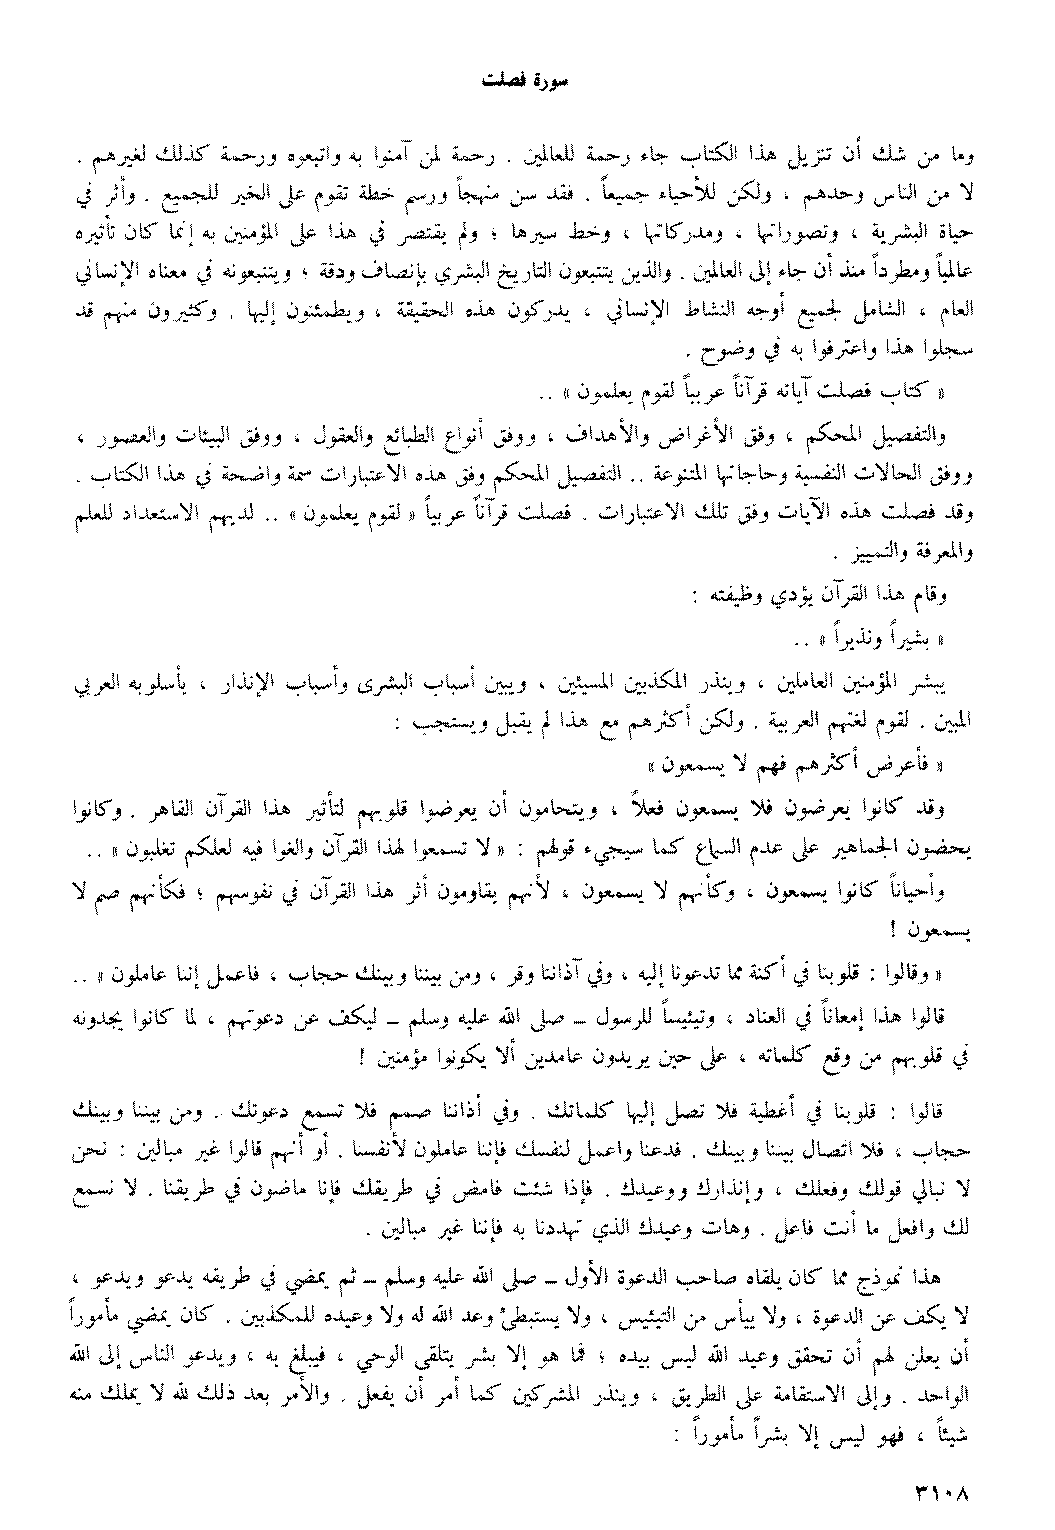 سورة فصلت
وما من شك أن تنزيل هذا الكتاب جاء رحمة للعالمين . رحمة لمن آمنوا به واتبعوه ورحمة كذلك لغيرهم .
لا من الناس وحدهم ، ولكن للأحياء جميعاً . فقد سن منهجاً ورسم خطة تقوم على الخير للجميع . وأثر في
حياة البشرية ، وتصوراتها ، ومدركاتها ، وخط سيرها ؛ ولم يقتصر في هذا على المؤمنين به إنما كان تأثيره
عالمياً ومطرداً منذ أن جاء إلى العالمين . والذين يتتبعون التاريخ البشري بإنصاف ودقة ؛ ويتتبعونه في معناه الإنساني
العام ، الشامل لجميع أوجه النشاط الإنساني ، يدركون هذه الحقيقة ، ويطمئنون إليها . وكثيرون منهم قد
سجلوا هذا واعترفوا به في وضوح .
« كتاب فصلت آياته قرآناً عربياً لقوم يعلمون » ..
والتفصيل المحكم ، وفق الأغراض والأهداف ، ووفق أنواع الطبائع والعقول ، ووفق البيئات والعصور ،
ووفق الحالات النفسية وحاجاتها المتنوعة .. التفصيل المحكم وفق هذه الاعتبارات سمة واضحة في هذا الكتاب .
وقد فصلت هذه الآيات وفق تلك الاعتبارات . فصلت قرآناً عربياً « لقوم يعلمون » .. لديهم الاستعداد للعلم
والمعرفة والتمييز .
وقام هذا القرآن يؤدي وظيفته :
« بشيراً ونذيراً » ..
يبشر المؤمنين العاملين ، وينذر المكذبين المسيئين ، ويبين أسباب البشرى وأسباب الإنذار ، بأسلوبه العربي
المبين . لقوم لغتهم العربية . ولكن أكثرهم مع هذا لم يقبل ويستجب :
« فأعرض أكثرهم فهم لا يسمعون »
وقد كانوا يعرضون فلا يسمعون فعلاً ، ويتحامون أن يعرضوا قلوبهم لتأثير هذا القرآن القاهر . وكانوا
يحضون الجماهير على عدم السماع كما سيجيء قولهم : « لا تسمعوا لهذا القرآن والغوا فيه لعلكم تغلبون » ..
وأحياناً كانوا يسمعون ، وكأنهم لا يسمعون ، لأنهم يقاومون أثر هذا القرآن في نفوسهم ؛ فكأنهم صم لا
يسمعون !
« وقالوا : قلوبنا في أكنة مما تدعونا إليه ، وفي آذاننا وقر ، ومن بيننا وبينك حجاب ، فاعمل إننا عاملون » ..
قالوا هذا إمعاناً في العناد ، وتيئيساً للرسول – صلى الله عليه وسلم – ليكف عن دعوتهم ، لما كانوا يجدونه
في قلوبهم من وقع كلماته ، على حين يريدون عامدين ألا يكونوا مؤمنين !
قالوا : قلوبنا في أغطية فلا تصل إليها كلماتك . وفي أذاننا صمم فلا تسمع دعوتك . ومن بيننا وبينك
حجاب ، فلا اتصال بيننا وبينك . فدعنا واعمل لنفسك فإننا عاملون لأنفسنا . أو أنهم قالوا غير مبالين : نحن
لا نبالي قولك وفعلك ، وإنذارك ووعيدك . فإذا شئت فامض في طريقك فإنا ماضون في طريقنا . لا نسمع
لك وافعل ما أنت فاعل . وهات وعيدك الذي تهددنا به فإننا غير مبالين .
هذا نموذج مما كان يلقاه صاحب الدعوة الأول – صلى الله عليه وسلم – ثم يمضي في طريقه يدعو ويدعو ،
لا يكف عن الدعوة ، ولا ييأس من التيئيس ، ولا يستبطئ وعد الله له ولا وعيده للمكذبين . كان يمضي مأموراً
أن يعلن لهم أن تحقق وعيد الله ليس بيده ؛ فما هو إلا بشر يتلقى الوحي ، فيبلغ به ، ويدعو الناس إلى الله
الواحد . وإلى الاستقامة على الطريق ، وينذر المشركين كما أمر أن يفعل . والأمر بعد ذلك لله لا يملك منه
شيئاً ، فهو ليس إلا بشراً مأموراً :
٣١٠٨